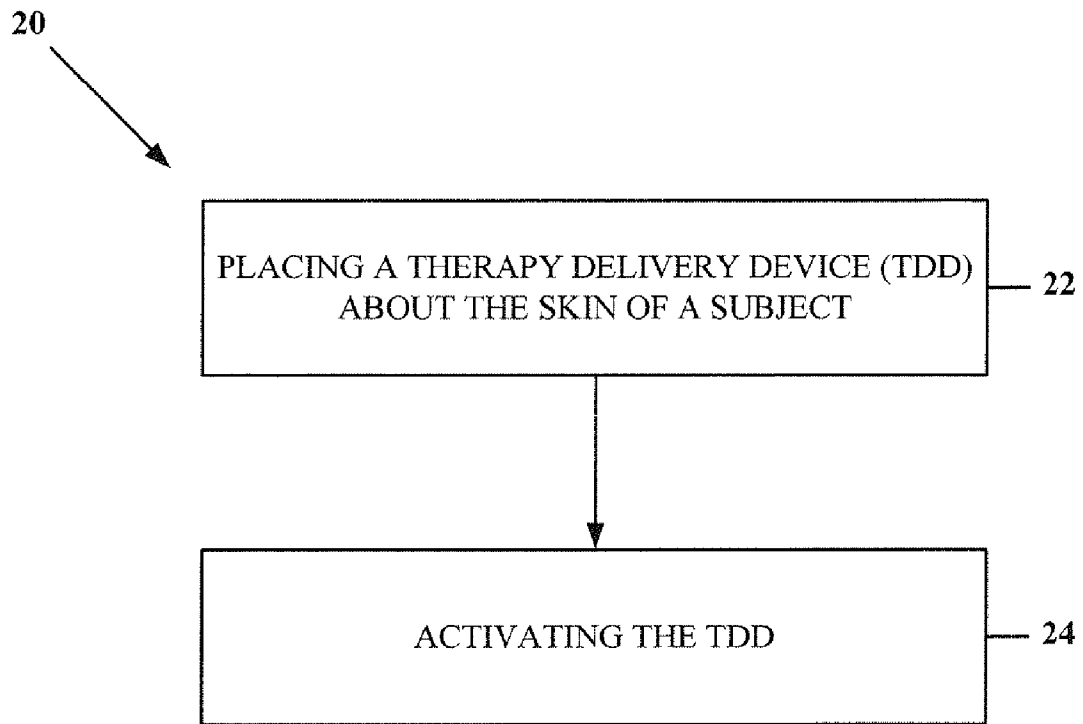 20
PLACING A THERAPY DELIVERY DEVICE (TDD)
ABOUT THE SKIN OF A SUBJECT
22
ACTIVATING THE TDD
24